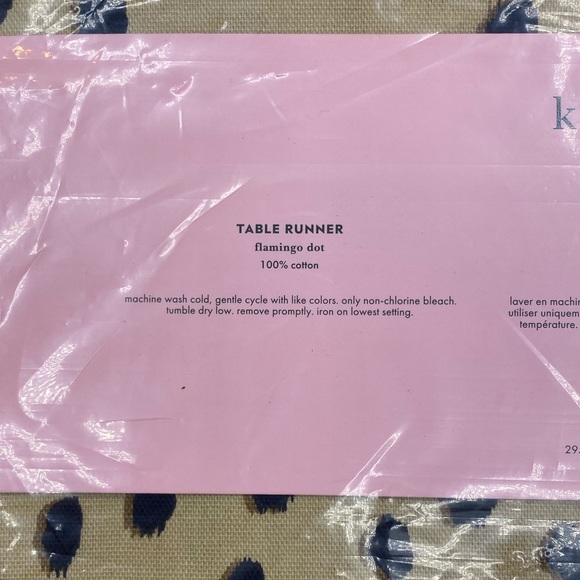 k
TABLE RUNNER
flamingo dot
100% cotton
machine wash cold, gentle cycle with like colors. only non-chlorine bleach.
tumble dry low. remove promptly. iron on lowest setting.
laver en machin
utiliser uniquem
température.
29.